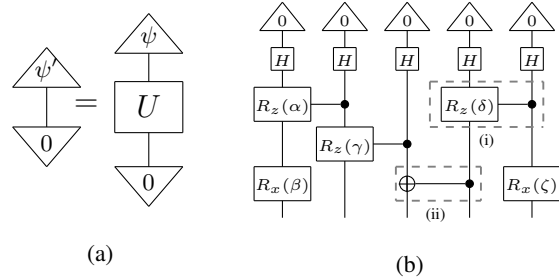 ψ
0 0 0 0 0
ψ′
H H H H H
=
U
R_z(α) R_z(δ)
(i)
R_z(γ)
0
0
R_x(β) R_x(ζ)
(ii)
(a) (b)